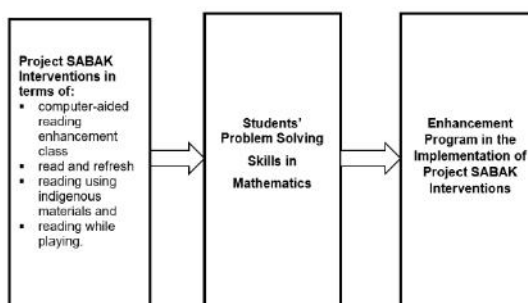 Project SABAK
Interventions in
terms of:
▪ computer-aided
reading
enhancement
class
▪ read and refresh
▪ reading using
indigenous
materials and
▪ reading while
playing.
Students'
Problem Solving
Skills in
Mathematics
Enhancement
Program in the
Implementation of
Project SABAK
Interventions